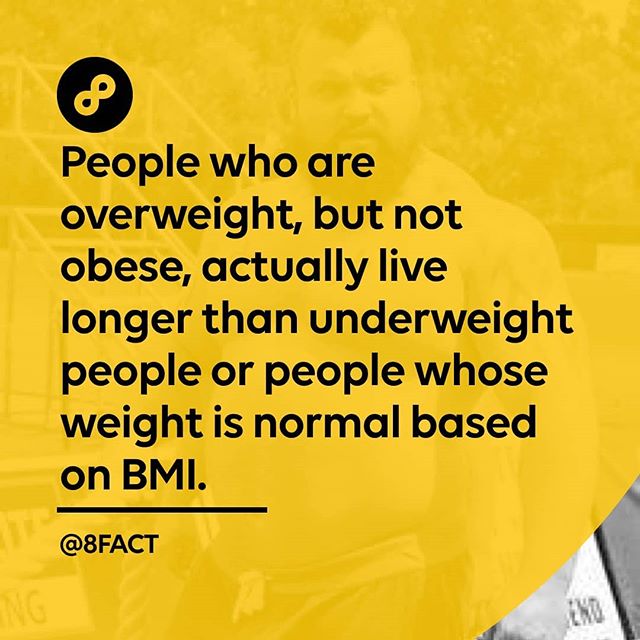 People who are
overweight, but not
obese, actually live
longer than underweight
people or people whose
weight is normal based
on BMI.
@8FACT
END